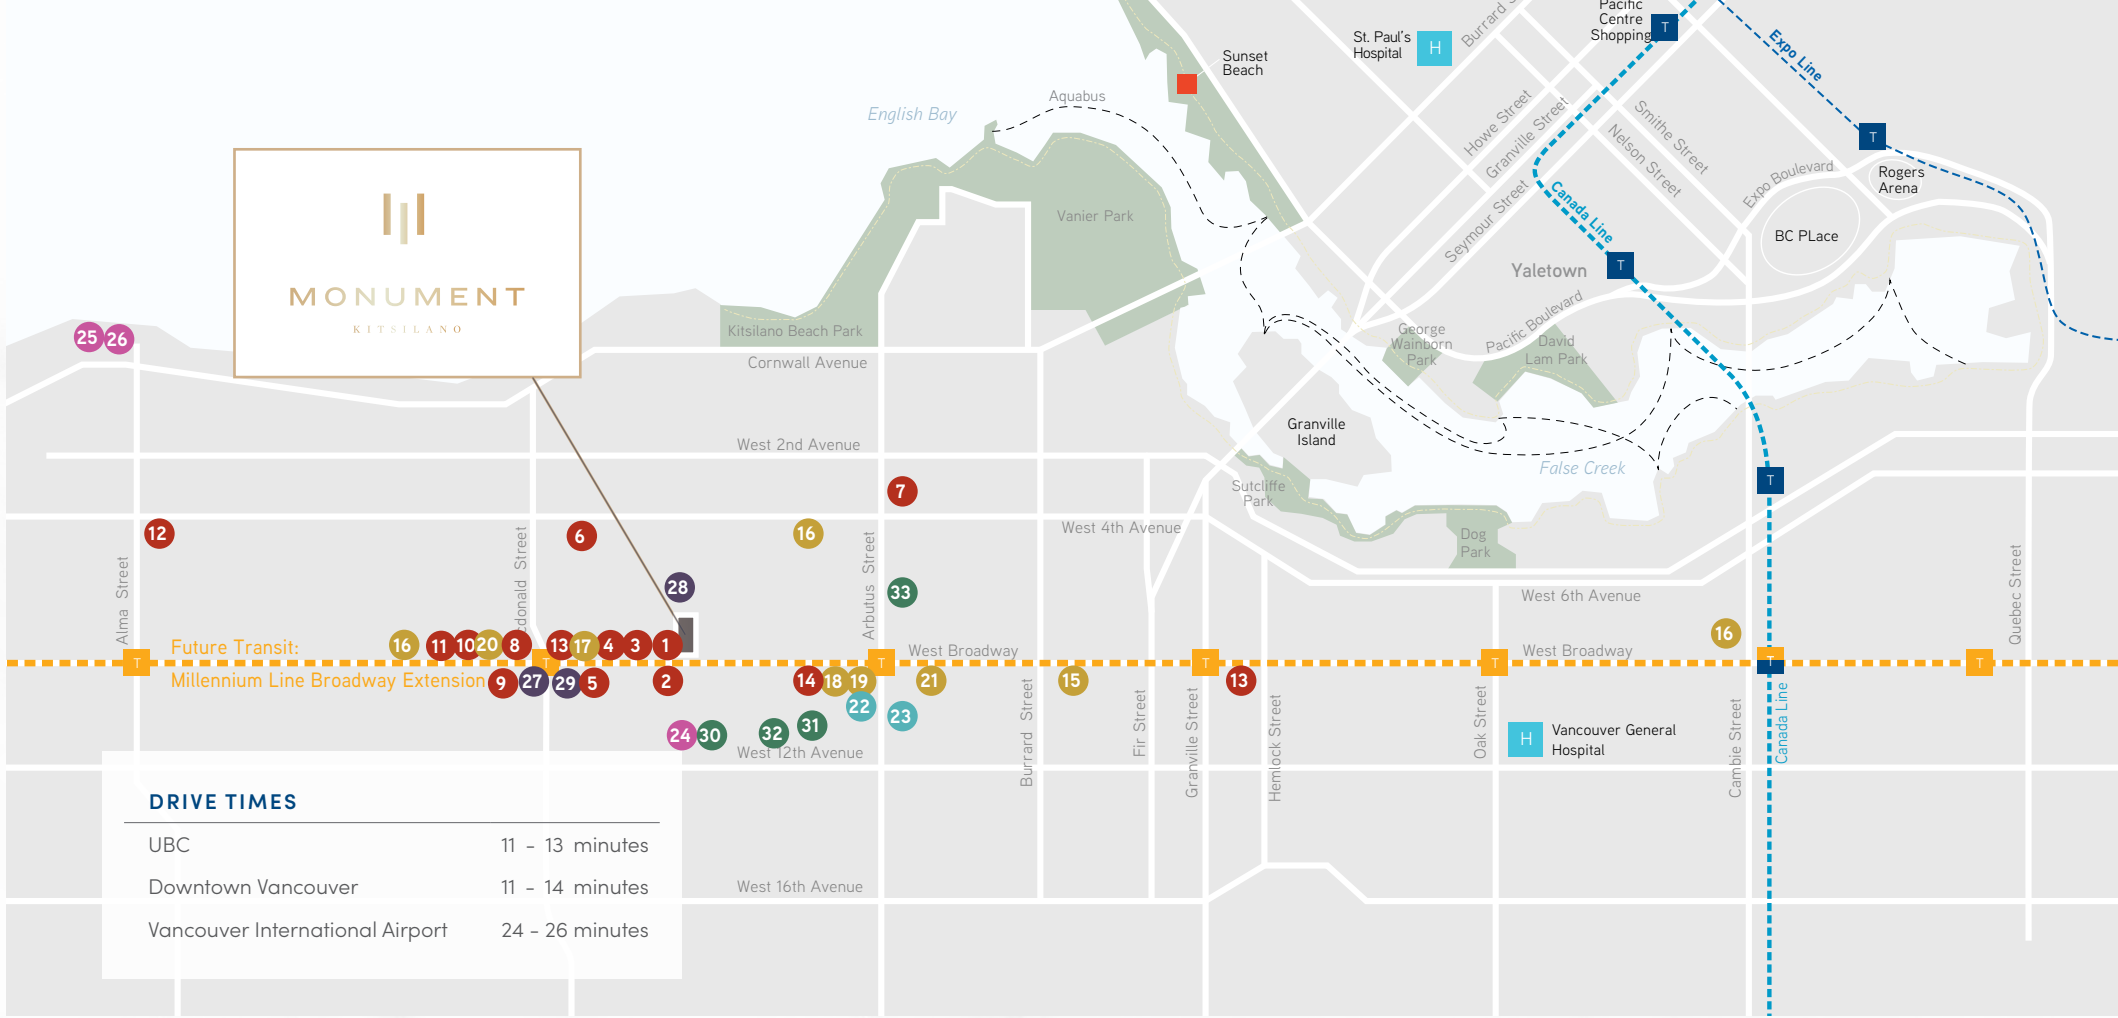 Pacific
Centre
Shopping
T
Burrard S
St. Paul's
Hospital
H
Expo Line
Sunset
Beach
Aquabus
English Bay
Howe Street
Granville Street
Seymour Street
Smithe Street
Nelson Street
T
Expo Boulevard
Rogers
Arena
BC PLace
Canada Line
Yaletown
T
Vanier Park
MONUMENT
KITSILANO
25
26
Kitsilano Beach Park
Cornwall Avenue
George
Wainborn
Park
Pacific Boulevard
David
Lam Park
Granville
Island
West 2nd Avenue
False Creek
T
Sutcliffe
Park
7
12
6
16
West 4th Avenue
Dog
Park
Alma Street
cdonald Street
Arbutus Street
28
33
West 6th Avenue
Quebec Street
16
Future Transit:
16
11
10
20
8
13
17
4
3
1
West Broadway
West Broadway
T
T
T
T
T
T
T
Millennium Line Broadway Extension
9
27
29
5
2
14
18
19
21
15
13
22
23
24
30
32
31
Burrard Street
Fir Street
Granville Street
Hemlock Street
Oak Street
H
Vancouver General
Hospital
Cambie Street
Canada Line
West 12th Avenue
DRIVE TIMES
UBC 11 - 13 minutes
Downtown Vancouver 11 - 14 minutes
Vancouver International Airport 24 - 26 minutes
West 16th Avenue